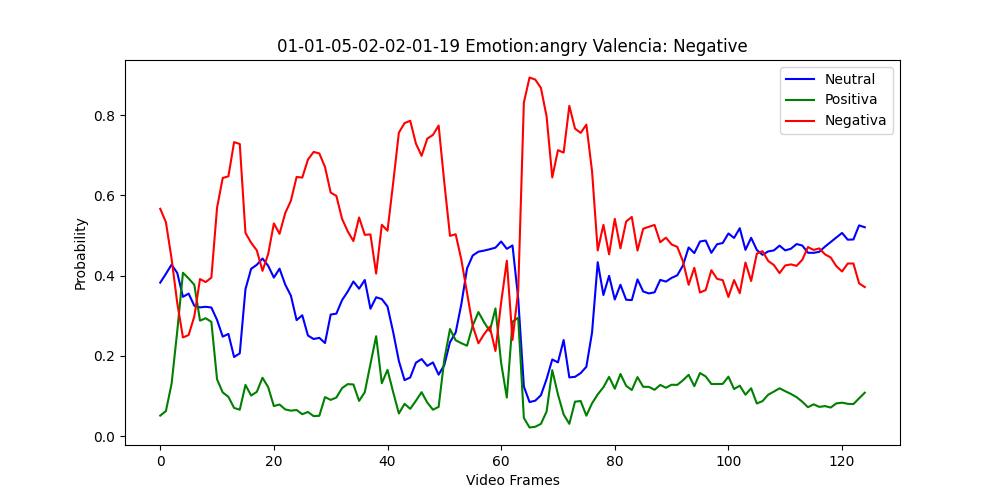 01-01-05-02-02-01-19 Emotion:angry Valencia: Negative
Neutral
Positiva
Negativa
Probability
0.8
0.6
0.4
0.2
0.0
0 20 40 60 80 100 120
Video Frames